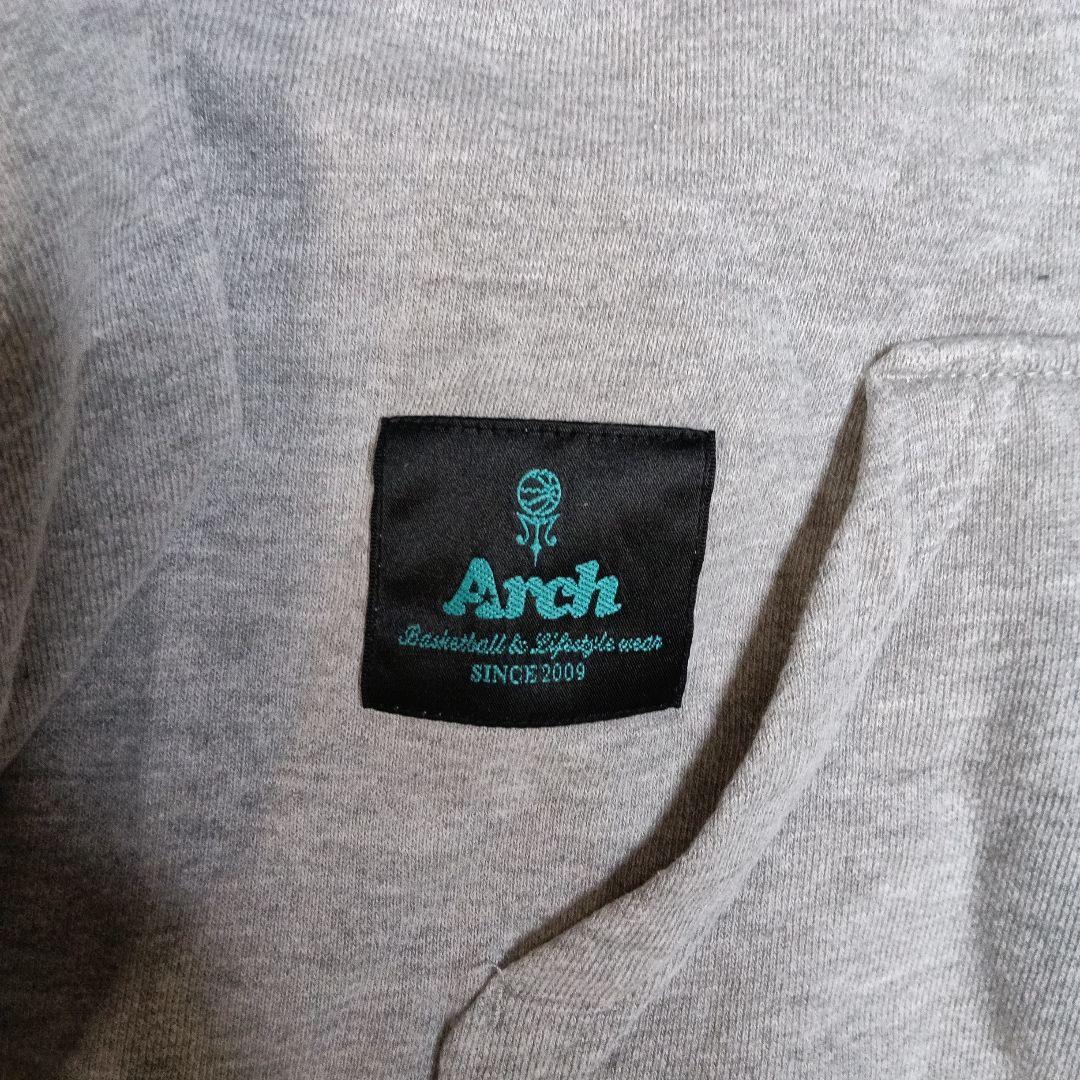 Arch
Basketball & Lifestyle wear
SINCE 2009